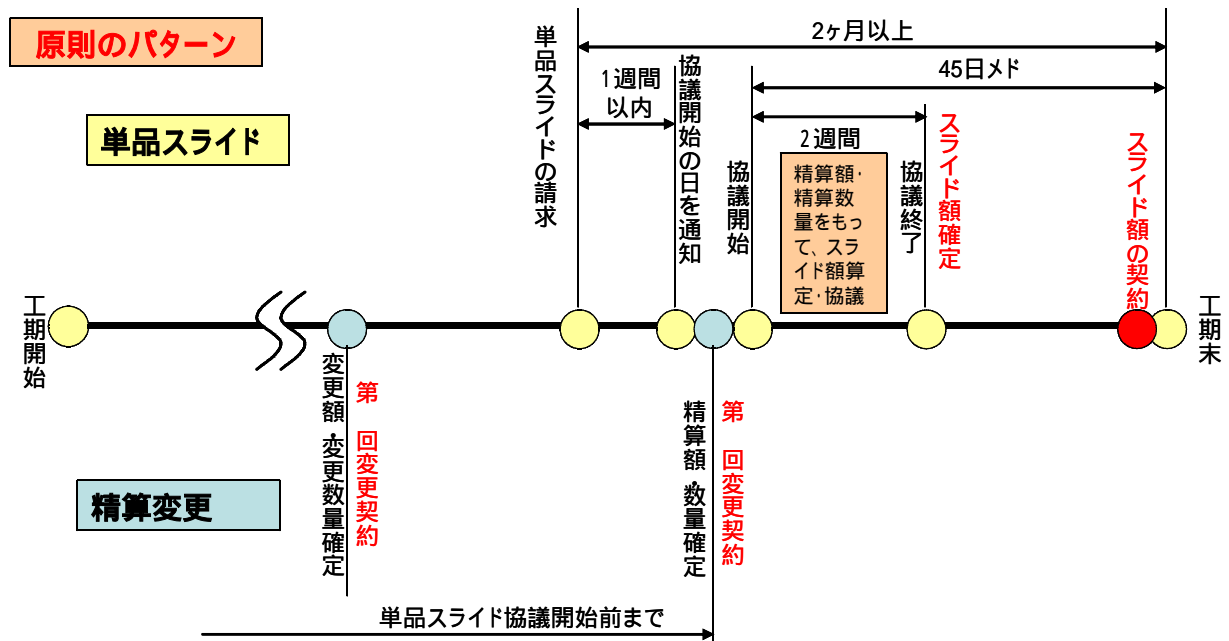 原則のパターン
単品スライド
単品スライドの請求
2ヶ月以上
1週間
以内
協議開始の日を通知
45日メド
協議開始
2週間
精算額・
精算数
量をもっ
て、スラ
イド額算
定・協議
協議終了
スライド額確定
スライド額の契約
工期開始
工期末
変更額・変更数量確定
第 回変更契約
精算額・数量確定
第 回変更契約
精算変更
単品スライド協議開始前まで